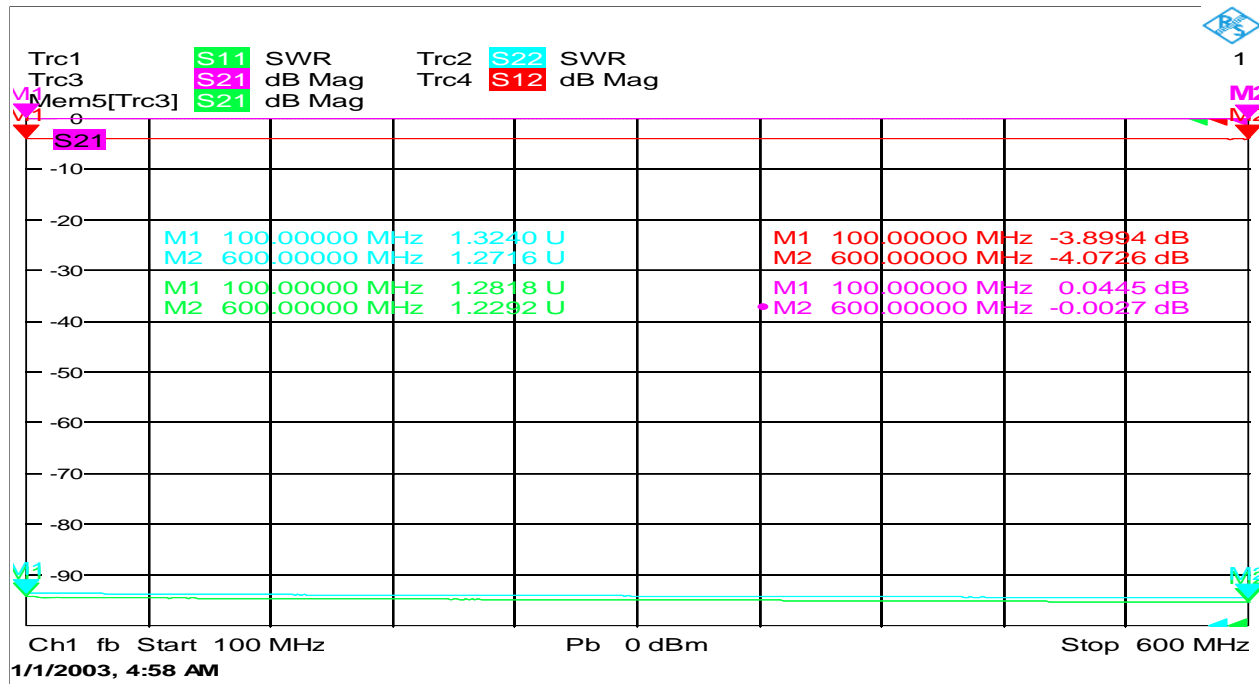 R&S
Trc1 S11 SWR Trc2 S22 SWR 1
Trc3 S21 dB Mag Trc4 S12 dB Mag
Mem5[Trc3] S21 dB Mag
M1 M2
M1 M2
0
S21
-10
-20
M1 100.00000 MHz 1.3240 U M1 100.00000 MHz -3.8994 dB
M2 600.00000 MHz 1.2716 U M2 600.00000 MHz -4.0726 dB
-30
M1 100.00000 MHz 1.2818 U M1 100.00000 MHz 0.0445 dB
M2 600.00000 MHz 1.2292 U •M2 600.00000 MHz -0.0027 dB
-40
-50
-60
-70
-80
-90
M1 M2
Ch1 fb Start 100 MHz Pb 0 dBm Stop 600 MHz
1/1/2003, 4:58 AM